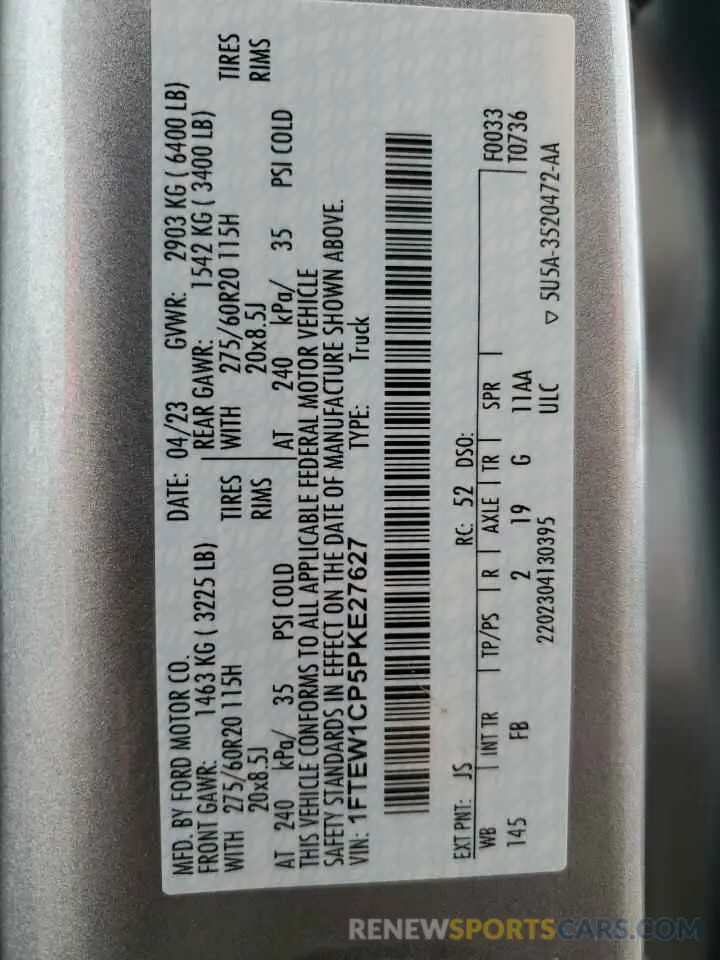 MFD. BY FORD MOTOR CO.
DATE: 04/23 GVWR: 2903 KG ( 6400 LB)
FRONT GAWR: 1463 KG ( 3225 LB)
REAR GAWR: 1542 KG ( 3400 LB)
WITH 275/60R20 115H TIRES
WITH 275/60R20 115H TIRES
20x8.5J RIMS
20x8.5J RIMS
AT 240 kPa/ 35 PSI COLD
AT 240 kPa/ 35 PSI COLD
THIS VEHICLE CONFORMS TO ALL APPLICABLE FEDERAL MOTOR VEHICLE
SAFETY STANDARDS IN EFFECT ON THE DATE OF MANUFACTURE SHOWN ABOVE.
VIN: 1FTEW1CP5PKE27627 TYPE: Truck
EXT PNT: JS RC: 52 DSO:
WB INT TR TP/PS R AXLE TR SPR F0033
145 FB 2 19 G 11AA T0736
2202304130395 ULC
▽ 5U5A-3520472-AA
RENEWSPORTSCARS.COM